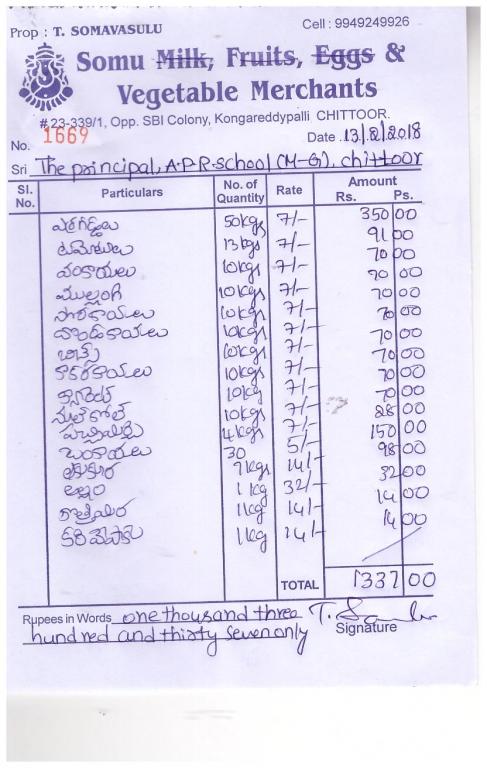 Prop : T. SOMAVASULU Cell : 9949249926
Somu Milk, Fruits, Eggs &
Vegetable Merchants
# 23-339/1, Opp. SBI Colony, Kongareddypalli, CHITTOOR.
No. 1669 Date 13/2/2018
Sri The principal, A.P.R.school (M-G), chittoor
Sl. No. Particulars No. of Quantity Rate Amount Rs. Ps.
ఎర్రగడ్డలు 50kgs 7/- 350 00
టమెటలు 13kgs 7/- 91 00
వంకాయలు 10kgs 7/- 70 00
ముల్లంగి 10kgs 7/- 70 00
సొరకాయలు 10kgs 7/- 70 00
బెండకాయలు 10kgs 7/- 70 00
బీన్స్ 10kgs 7/- 70 00
కాకరకాయలు 10kgs 7/- 70 00
క్యారెట్ 10kg 7/- 70 00
నూల్కోల్ 10kgs 7/- 70 00
పచ్చిమిర్చి 4kgs 7/- 28 00
టెంకాయలు 30 5/- 150 00
ఆకుకూర 7kgs 14/- 98 00
అల్లం 1kg 32/- 32 00
కొత్తిమిర 1kg 14/- 14 00
కరివేపాకు 1kg 14/- 14 00
TOTAL 1337 00
Rupees in Words one thousand three
hundred and thirty seven only
Signature